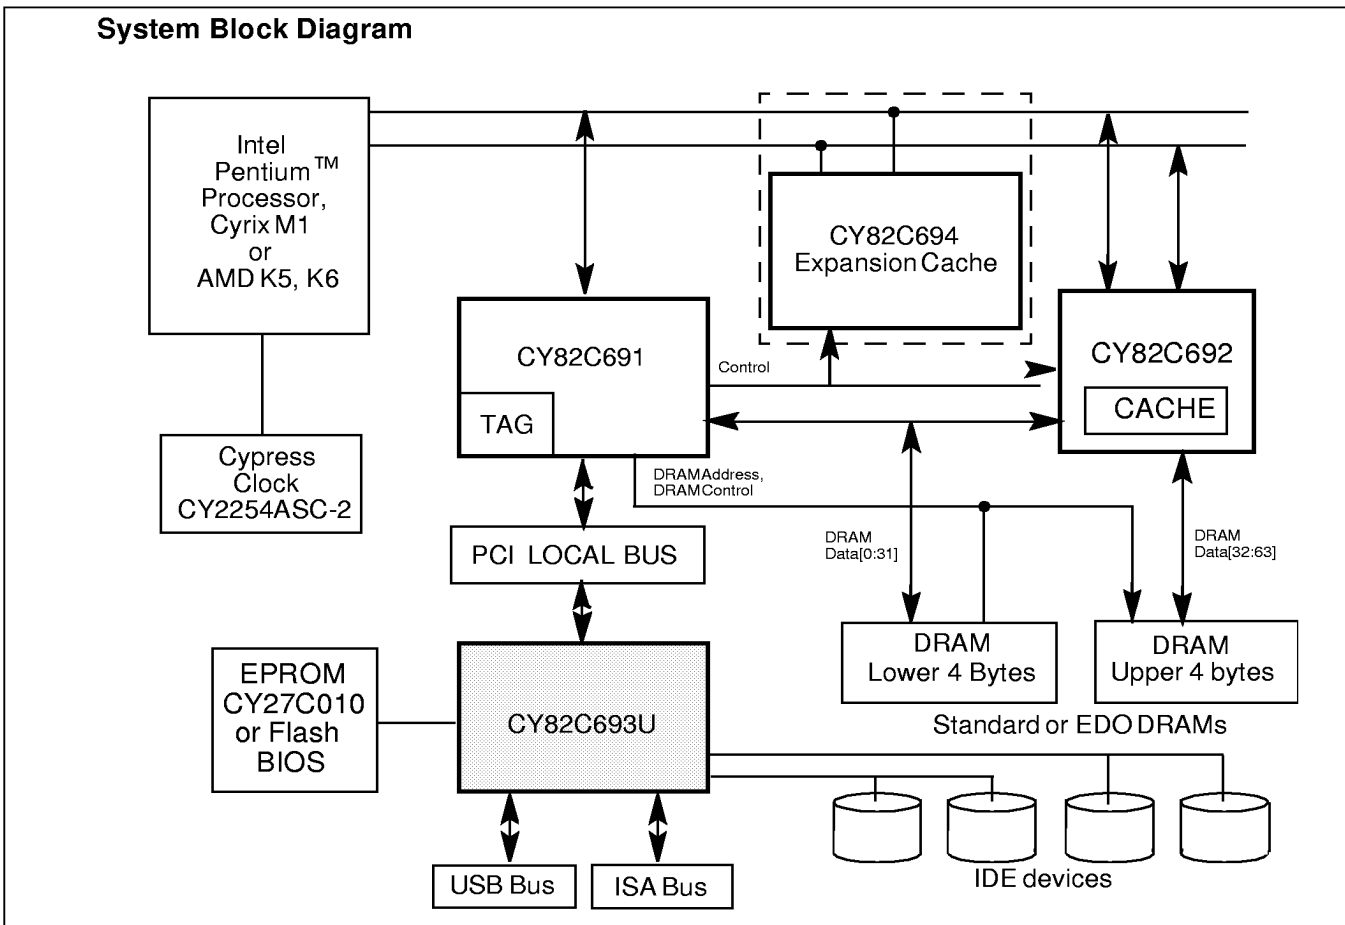 System Block Diagram
Intel
Pentium™
Processor,
Cyrix M1
or
AMD K5, K6
CY82C694
Expansion Cache
CY82C691
TAG
Control
CY82C692
CACHE
Cypress
Clock
CY2254ASC-2
DRAM Address,
DRAM Control
PCI LOCAL BUS
DRAM
Data[0:31]
DRAM
Data[32:63]
DRAM
Lower 4 Bytes
DRAM
Upper 4 bytes
Standard or EDO DRAMs
EPROM
CY27C010
or Flash
BIOS
CY82C693U
USB Bus
ISA Bus
IDE devices